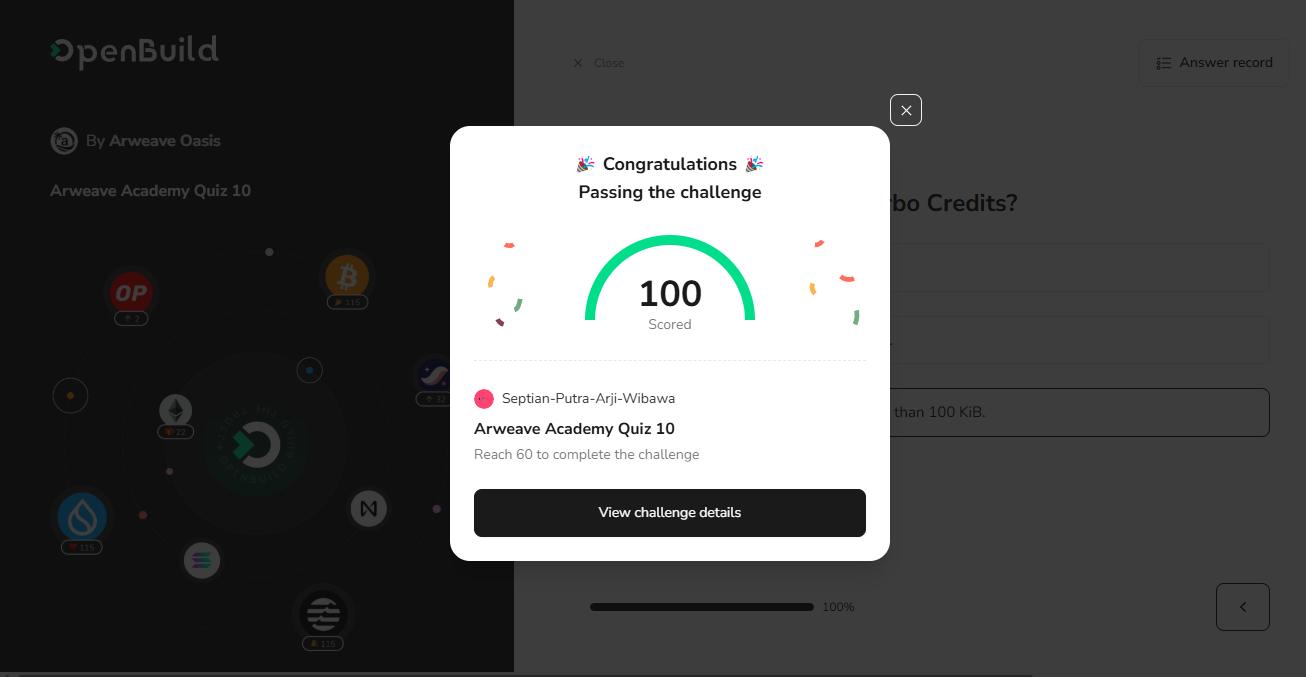 OpenBuild
By Arweave Oasis
Arweave Academy Quiz 10
OP
2
115
32
22
115
115
Close
Answer record
rbo Credits?
than 100 KiB.
100%
🎉 Congratulations 🎉
Passing the challenge
100
Scored
Septian-Putra-Arji-Wibawa
Arweave Academy Quiz 10
Reach 60 to complete the challenge
View challenge details